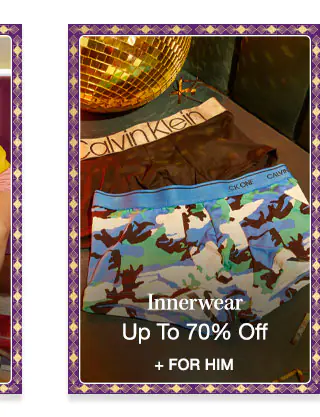 Calvin Klein
CK ONE CALVIN
Innerwear
Up To 70% Off
+ FOR HIM